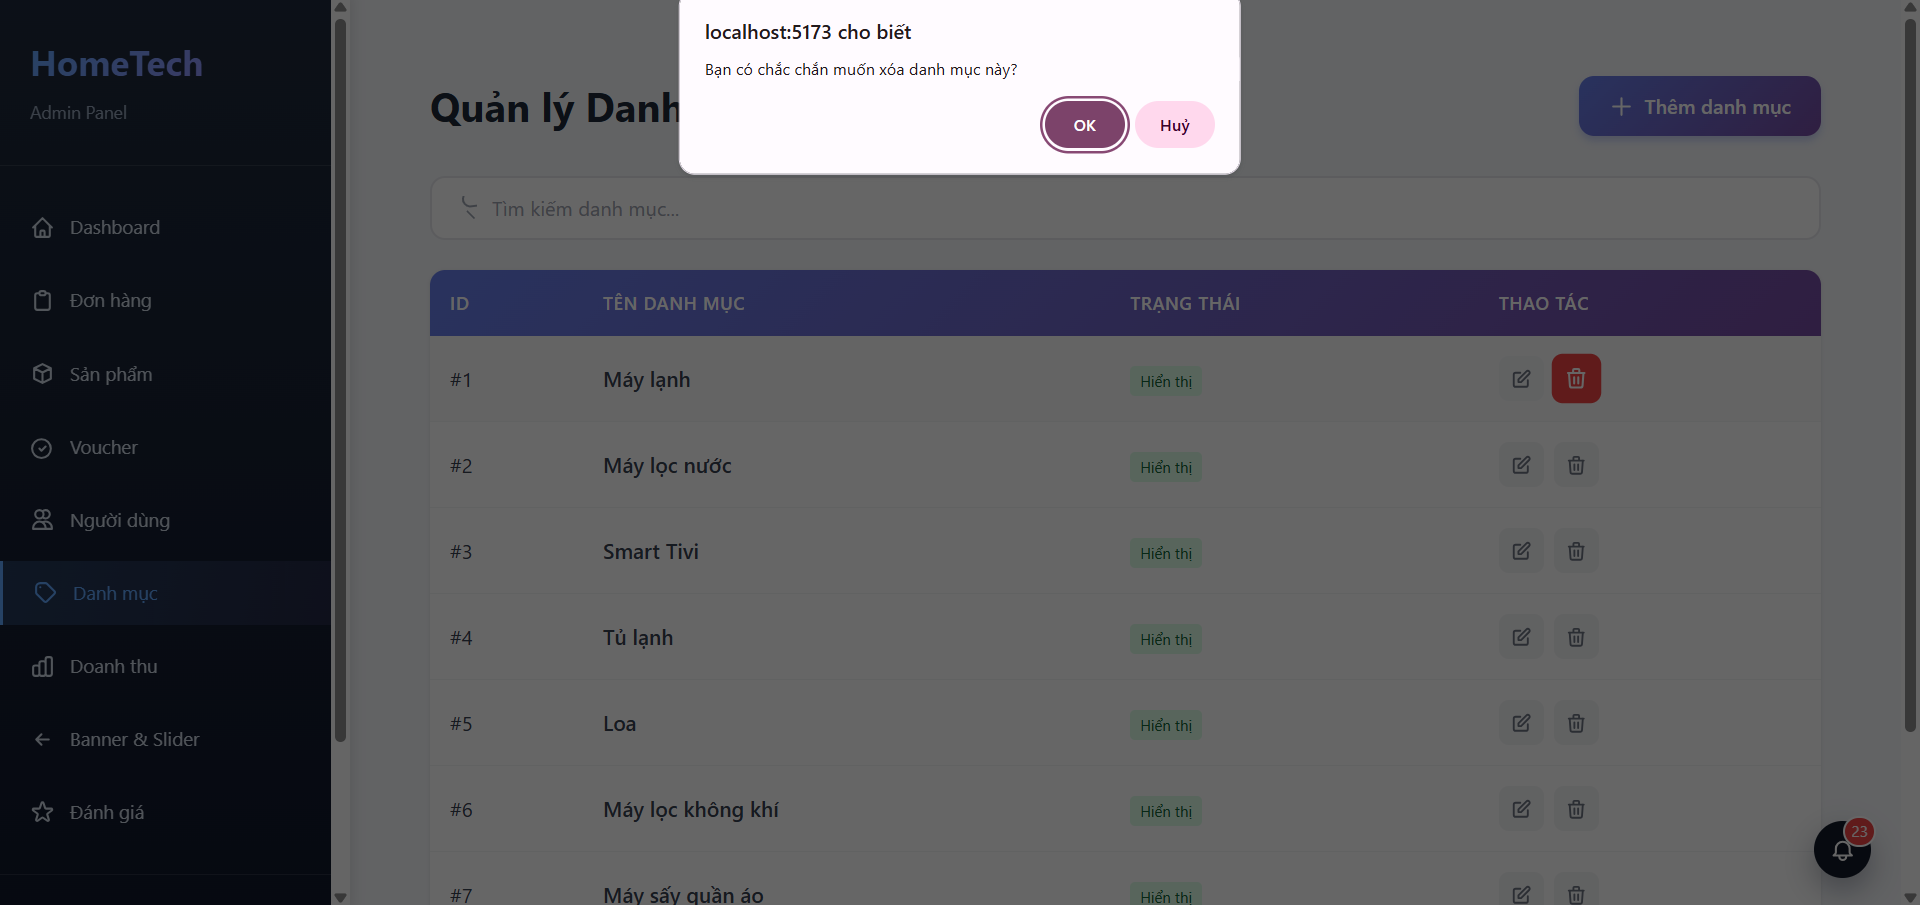 HomeTech
Admin Panel
Dashboard
Đơn hàng
Sản phẩm
Voucher
Người dùng
Danh mục
Doanh thu
Banner & Slider
Đánh giá
localhost:5173 cho biết
Bạn có chắc chắn muốn xóa danh mục này?
OK
Huỷ
Quản lý Danh
Thêm danh mục
Tìm kiếm danh mục...
ID TÊN DANH MỤC TRẠNG THÁI THAO TÁC
#1 Máy lạnh Hiển thị
#2 Máy lọc nước Hiển thị
#3 Smart Tivi Hiển thị
#4 Tủ lạnh Hiển thị
#5 Loa Hiển thị
#6 Máy lọc không khí Hiển thị
#7 Máy sấy quần áo Hiển thị
23